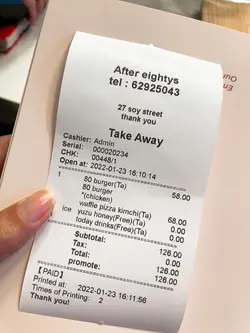 After eightys
tel : 62925043
27 soy street
thank you
Take Away
Cashier: Admin
Serial: 000020234
CHK: 00448/1
Open at: 2022-01-23 16:10:14
1 80 burger(Ta) 58.00
80 burger
*(chicken)
waffle pizza kimchi(Ta) 68.00
ice yuzu honey(Free)(Ta) 0.00
today drinks(Free)(Ta) 0.00
Subtotal: 126.00
Tax: 0.00
Total: 126.00
promote: 126.00
【PAID】
Printed at: 2022-01-23 16:11:56
Times of Printing: 2
Thank you!